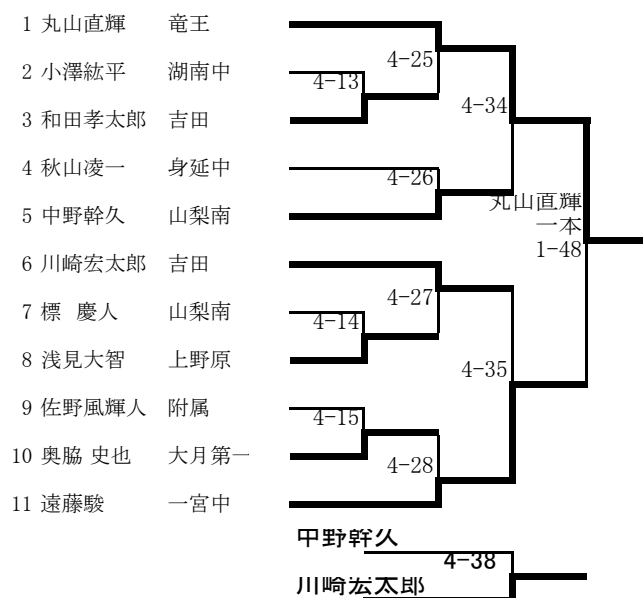 1 丸山直輝 竜王
4-25
2 小澤紘平 湖南中
4-13
3 和田孝太郎 吉田
4-34
4 秋山凌一 身延中
4-26
5 中野幹久 山梨南
丸山直輝
一本
1-48
6 川崎宏太郎 吉田
4-27
7 標 慶人 山梨南
4-14
8 浅見大智 上野原
4-35
9 佐野風輝人 附属
4-15
10 奥脇 史也 大月第一
4-28
11 遠藤駿 一宮中
中野幹久
4-38
川崎宏太郎